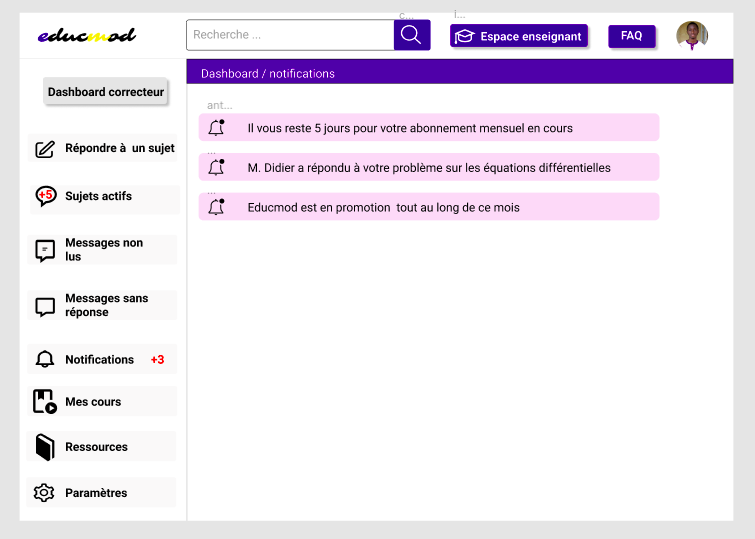 c...
i...
educmod
Recherche ...
Espace enseignant
FAQ
Dashboard / notifications
Dashboard correcteur
ant...
Il vous reste 5 jours pour votre abonnement mensuel en cours
...
M. Didier a répondu à votre problème sur les équations différentielles
...
Educmod est en promotion tout au long de ce mois
Répondre à un sujet
+5
Sujets actifs
Messages non
lus
Messages sans
réponse
Notifications +3
Mes cours
Ressources
Paramètres